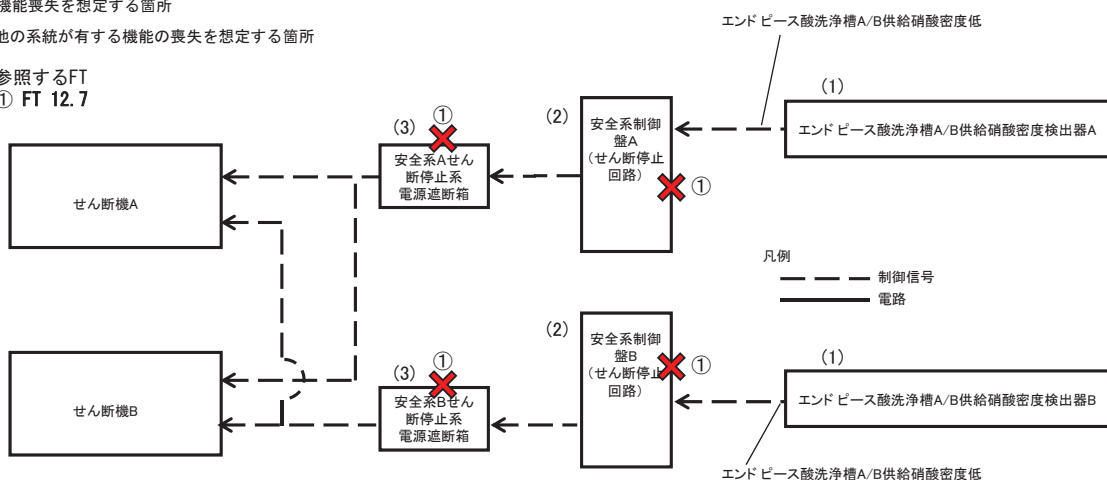 機能喪失を想定する箇所
他の系統が有する機能の喪失を想定する箇所
参照するFT
① FT 12.7
エンドピース酸洗浄槽A/B供給硝酸密度低
(1)
エンドピース酸洗浄槽A/B供給硝酸密度検出器A
(2)
安全系制御
盤A
(せん断停止
回路)
①
(3)
①
安全系Aせん
断停止系
電源遮断箱
せん断機A
凡例
制御信号
電路
(2)
安全系制御
盤B
(せん断停止
回路)
①
(1)
エンドピース酸洗浄槽A/B供給硝酸密度検出器B
(3)
①
安全系Bせん
断停止系
電源遮断箱
せん断機B
エンドピース酸洗浄槽A/B供給硝酸密度低